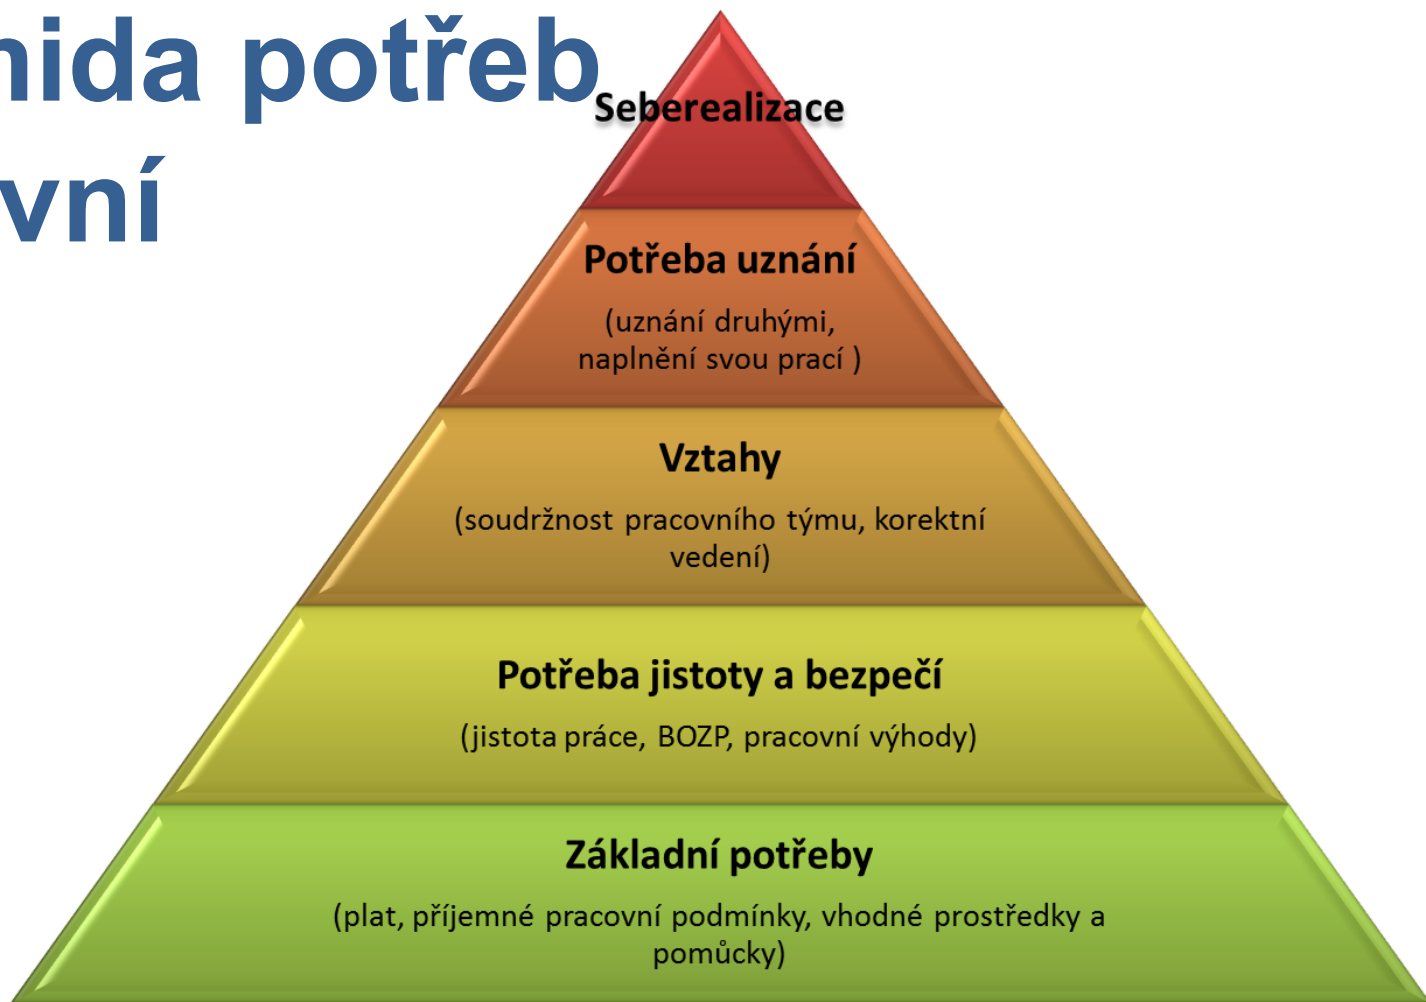 mida potřeb
vní
Seberealizace
Potřeba uznání
(uznání druhými,
naplnění svou prací )
Vztahy
(soudržnost pracovního týmu, korektní
vedení)
Potřeba jistoty a bezpečí
(jistota práce, BOZP, pracovní výhody)
Základní potřeby
(plat, příjemné pracovní podmínky, vhodné prostředky a
pomůcky)